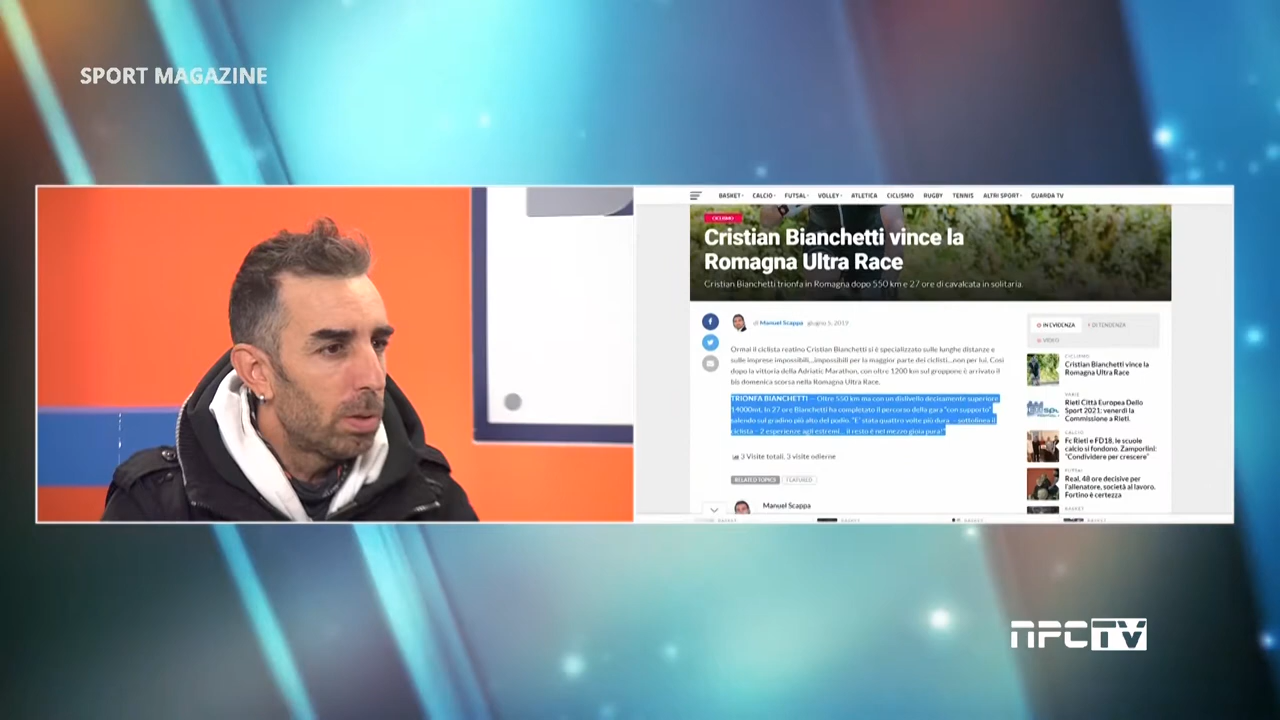 SPORT MAGAZINE
BASKET CALCIO FUTSAL VOLLEY ATLETICA CICLISMO RUGBY TENNIS ALTRI SPORT GUARDA TV
CICLISMO
Cristian Bianchetti vince la
Romagna Ultra Race
Cristian Bianchetti trionfa in Romagna dopo 550 km e 27 ore di cavalcata in solitaria
di Manuel Scappa giugno 5, 2019
Ormai il ciclista reatino Cristian Bianchetti si è specializzato sulle lunghe distanze e
sulle imprese impossibili...impossibili per la maggior parte dei ciclisti...non per lui. Così
dopo la vittoria della Adriatic Marathon, con oltre 1200 km sul groppone è arrivato il
bis domenica scorsa nella Romagna Ultra Race.
TRIONFA BIANCHETTI – Oltre 550 km ma con un dislivello decisamente superiore
14000mt. In 27 ore Bianchetti ha completato il percorso della gara "con supporto"
salendo sul gradino più alto del podio. "E' stata quattro volte più dura – sottolinea il
ciclista – 2 esperienze agli estremi... il resto è nel mezzo gioia pura!"
3 Visite totali, 3 visite odierne
RELATED TOPICS FEATURED
Manuel Scappa
IN EVIDENZA DI TENDENZA
VIDEO
CICLISMO
Cristian Bianchetti vince la
Romagna Ultra Race
VARIE
Rieti Città Europea Dello
Sport 2021: venerdì la
Commissione a Rieti.
CALCIO
Fc Rieti e FD18, le scuole
calcio si fondono. Zamporlini:
"Condividere per crescere"
FUTSAL
Real, 48 ore decisive per
l'allenatore, società al lavoro.
Fortino è certezza
BASKET
NPCTV